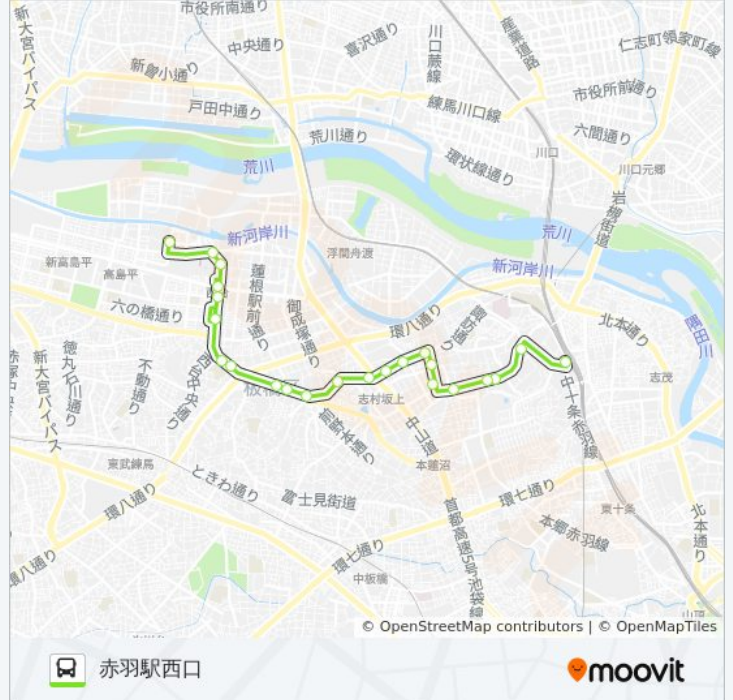 市役所南通り
新大宮バイパス
中央通り
喜沢通り
川口蕨線
産業道路
仁志町領家町線
新曽小通り
市役所前通り
戸田中通り
練馬川口線
荒川通り
六間通り
荒川
環状線通り
川口
川口元郷
岩槻街道
新河岸川
荒川
浮間舟渡
新高島平
高島平
新河岸川
蓮根駅前通り
六の橋通り
御成塚通り
環八通り
諏訪通り
北本通り
隅田川
徳丸石川通り
新大宮バイパス
不動通り
西台中央通り
志茂
志村坂上
中十条赤羽線
前野本通り
中山道
本蓮沼
東武練馬
ときわ通り
環八通り
富士見街道
環七通り
首都高速5号池袋線
東十条
北本通り
本郷赤羽線
環七通り
環八通り
中板橋
© OpenStreetMap contributors | © OpenMapTiles
赤羽駅西口
moovit